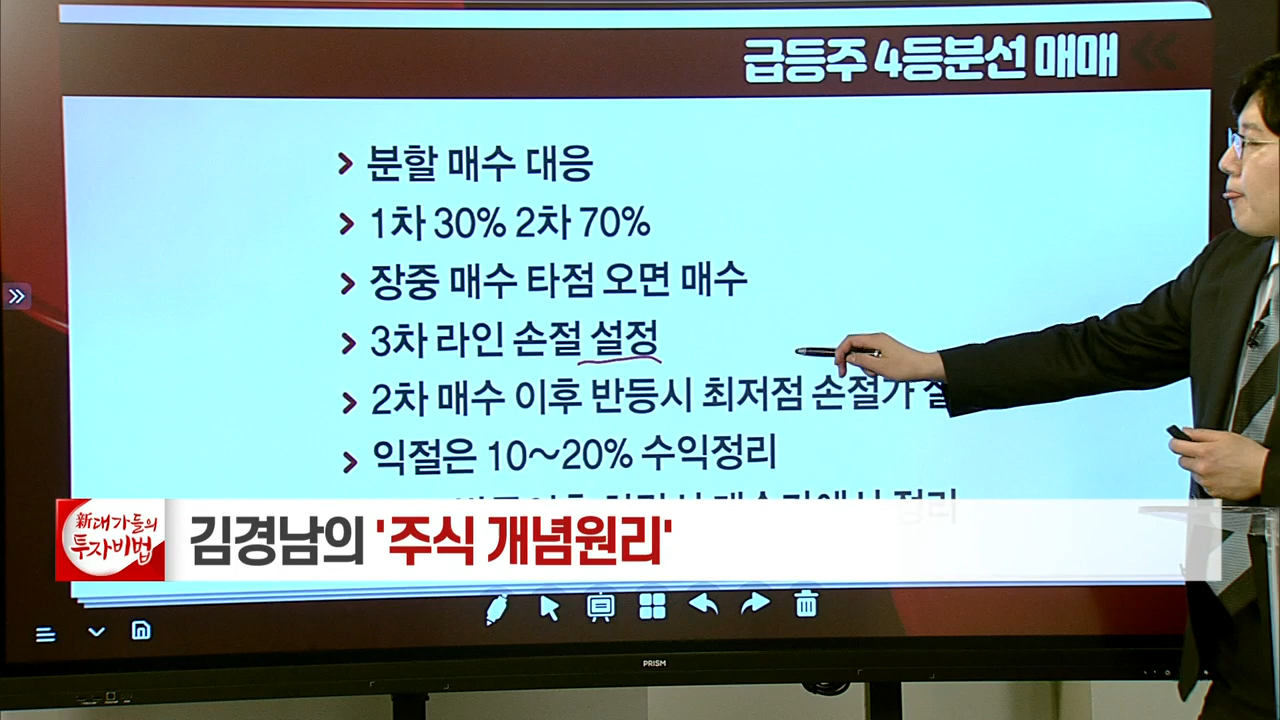 급등주 4등분선 매매
분할 매수 대응
1차 30% 2차 70%
장중 매수 타점 오면 매수
3차 라인 손절 설정
2차 매수 이후 반등시 최저점 손절가
익절은 10~20% 수익정리
정리
新대가들의
투자비법
김경남의 '주식 개념원리'
PRISM